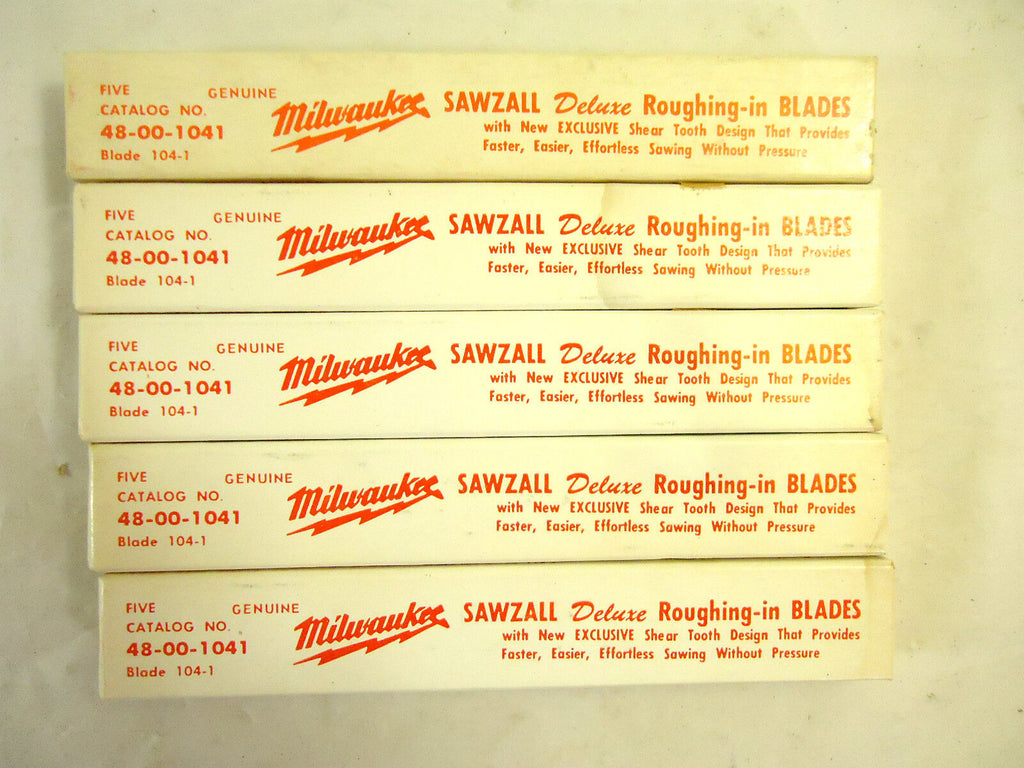 FIVE GENUINE Milwaukee SAWZALL Deluxe Roughing-in BLADES
CATALOG NO.
48-00-1041 with New EXCLUSIVE Shear Tooth Design That Provides
Blade 104-1 Faster, Easier, Effortless Sawing Without Pressure
FIVE GENUINE Milwaukee SAWZALL Deluxe Roughing-in BLADES
CATALOG NO.
48-00-1041 with New EXCLUSIVE Shear Tooth Design That Provides
Blade 104-1 Faster, Easier, Effortless Sawing Without Pressure
FIVE GENUINE Milwaukee SAWZALL Deluxe Roughing-in BLADES
CATALOG NO.
48-00-1041 with New EXCLUSIVE Shear Tooth Design That Provides
Blade 104-1 Faster, Easier, Effortless Sawing Without Pressure
FIVE GENUINE Milwaukee SAWZALL Deluxe Roughing-in BLADES
CATALOG NO.
48-00-1041 with New EXCLUSIVE Shear Tooth Design That Provides
Blade 104-1 Faster, Easier, Effortless Sawing Without Pressure
FIVE GENUINE Milwaukee SAWZALL Deluxe Roughing-in BLADES
CATALOG NO.
48-00-1041 with New EXCLUSIVE Shear Tooth Design That Provides
Blade 104-1 Faster, Easier, Effortless Sawing Without Pressure